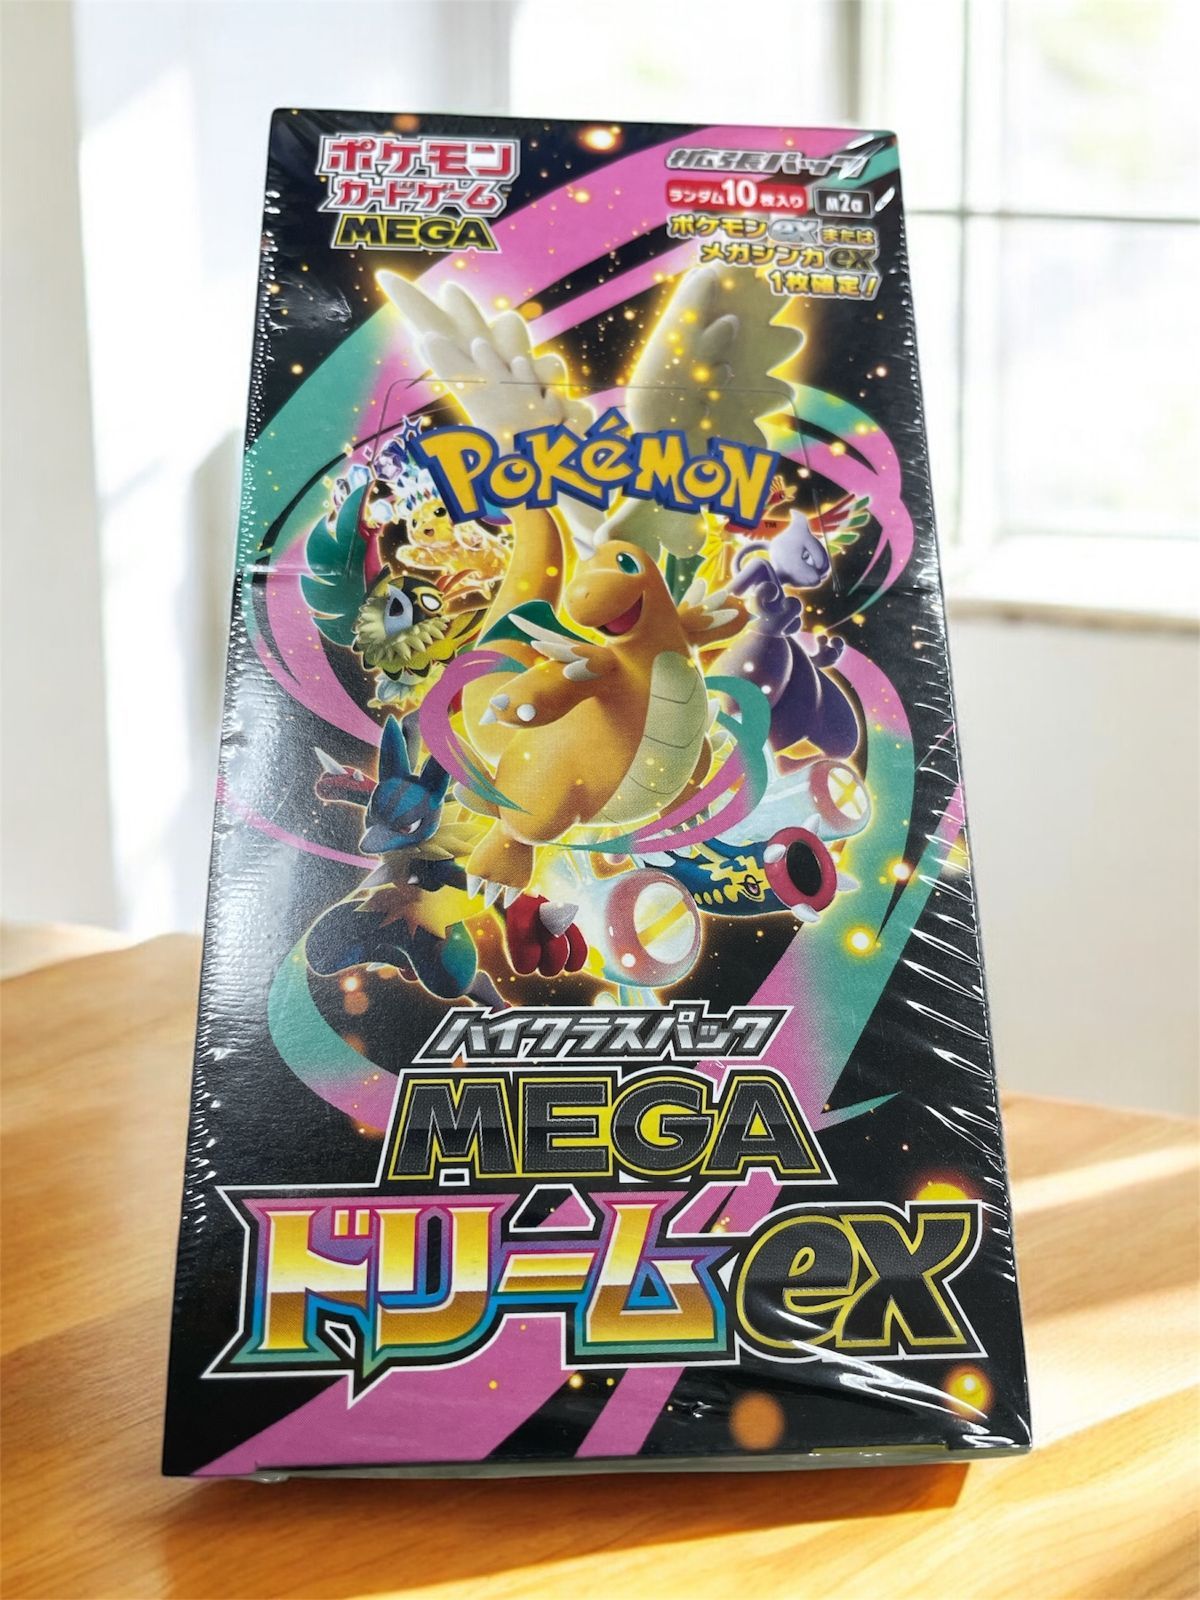 ポケモン
カードゲーム
MEGA
拡張パック
ランダム10枚入り M2a
ポケモンexまたは
メガシンカex
1枚確定!
POKéMON
TM
ハイクラスパック
MEGA
ドリームex